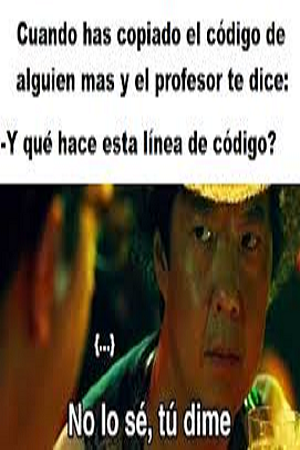 Cuando has copiado el código de
alguien mas y el profesor te dice:
-Y qué hace esta línea de código?
{...}
No lo sé, tú dime